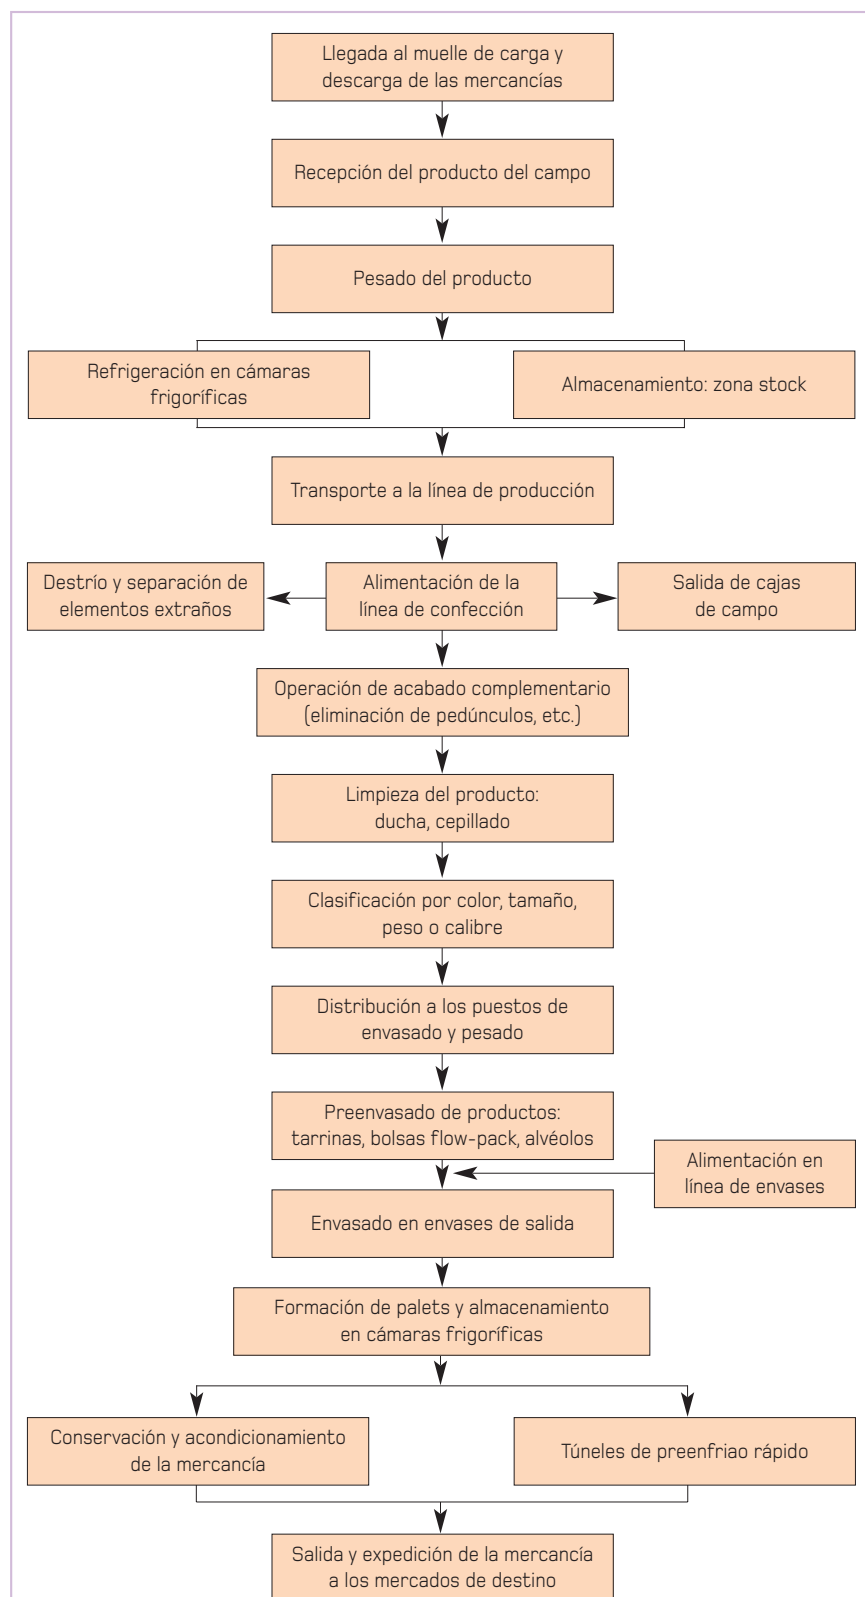 Llegada al muelle de carga y
descarga de las mercancías
Recepción del producto del campo
Pesado del producto
Refrigeración en cámaras
frigoríficas
Almacenamiento: zona stock
Transporte a la línea de producción
Destrío y separación de
elementos extraños
Alimentación de la
línea de confección
Salida de cajas
de campo
Operación de acabado complementario
(eliminación de pedúnculos, etc.)
Limpieza del producto:
ducha, cepillado
Clasificación por color, tamaño,
peso o calibre
Distribución a los puestos de
envasado y pesado
Preenvasado de productos:
tarrinas, bolsas flow-pack, alvéolos
Alimentación en
línea de envases
Envasado en envases de salida
Formación de palets y almacenamiento
en cámaras frigoríficas
Conservación y acondicionamiento
de la mercancía
Túneles de preenfriao rápido
Salida y expedición de la mercancía
a los mercados de destino